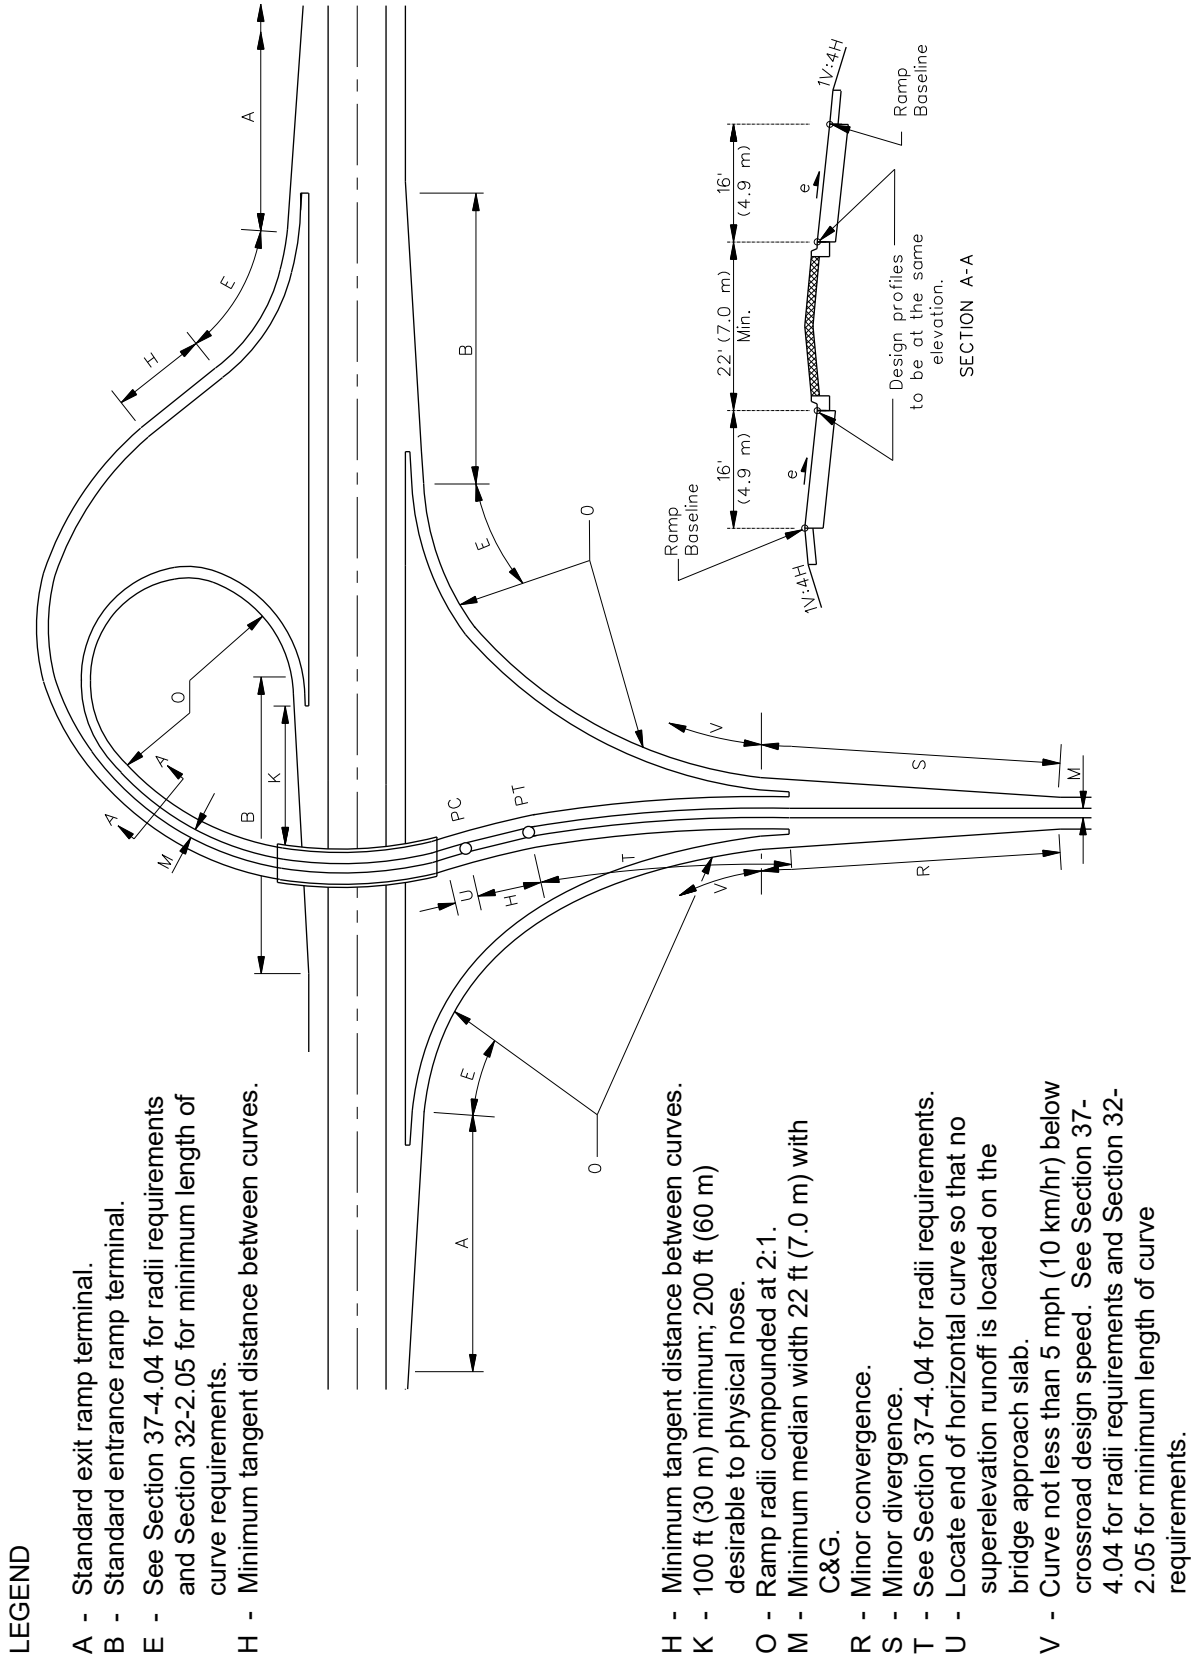 LEGEND
A - Standard exit ramp terminal.
B - Standard entrance ramp terminal.
E - See Section 37-4.04 for radii requirements
and Section 32-2.05 for minimum length of
curve requirements.
H - Minimum tangent distance between curves.
H - Minimum tangent distance between curves.
K - 100 ft (30 m) minimum; 200 ft (60 m)
desirable to physical nose.
O - Ramp radii compounded at 2:1.
M - Minimum median width 22 ft (7.0 m) with
C&G.
R - Minor convergence.
S - Minor divergence.
T - See Section 37-4.04 for radii requirements.
U - Locate end of horizontal curve so that no
superelevation runoff is located on the
bridge approach slab.
V - Curve not less than 5 mph (10 km/hr) below
crossroad design speed. See Section 37-
4.04 for radii requirements and Section 32-
2.05 for minimum length of curve
requirements.
A
E
H
B
O
K
B
A
A
M
PC
PT
U
H
T
V
R
V
S
M
E
O
E
A
O
Ramp
Baseline
1V:4H
16'
(4.9 m)
e
22' (7.0 m)
Min.
16'
(4.9 m)
e
1V:4H
Ramp
Baseline
Design profiles
to be at the same
elevation.
SECTION A-A